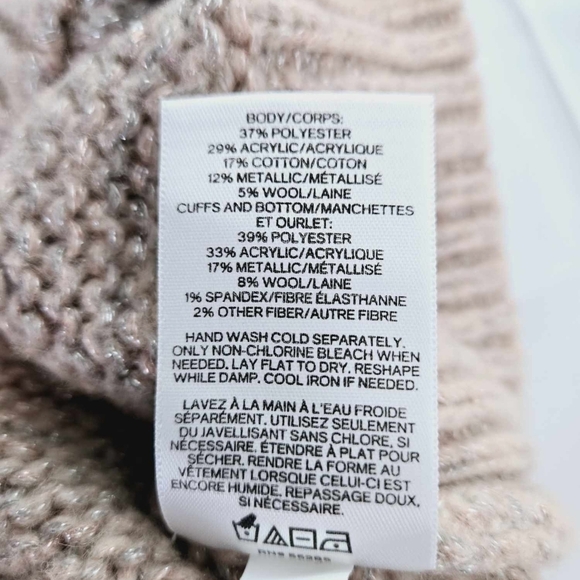 BODY/CORPS:
37% POLYESTER
29% ACRYLIC/ACRYLIQUE
17% COTTON/COTON
12% METALLIC/MÉTALLISÉ
5% WOOL/LAINE
CUFFS AND BOTTOM/MANCHETTES
ET OURLET:
39% POLYESTER
33% ACRYLIC/ACRYLIQUE
17% METALLIC/MÉTALLISÉ
8% WOOL/LAINE
1% SPANDEX/FIBRE ÉLASTHANNE
2% OTHER FIBER/AUTRE FIBRE
HAND WASH COLD SEPARATELY.
ONLY NON-CHLORINE BLEACH WHEN
NEEDED. LAY FLAT TO DRY. RESHAPE
WHILE DAMP. COOL IRON IF NEEDED.
LAVEZ À LA MAIN À L'EAU FROIDE
SÉPARÉMENT. UTILISEZ SEULEMENT
DU JAVELLISANT SANS CHLORE, SI
NÉCESSAIRE. ÉTENDRE À PLAT POUR
SÉCHER. RENDRE LA FORME AU
VÊTEMENT LORSQUE CELUI-CI EST
ENCORE HUMIDE. REPASSAGE DOUX,
SI NÉCESSAIRE.